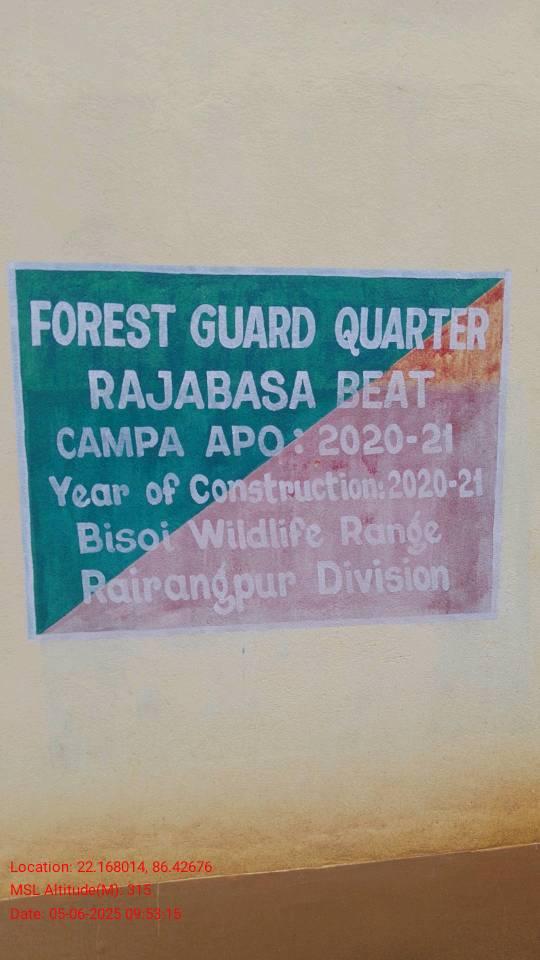 FOREST GUARD QUARTER
RAJABASA BEAT
CAMPA APO: 2020-21
Year of Construction:2020-21
Bisoi Wildlife Range
Rairangpur Division
Location: 22.168014, 86.42676
MSL Altitude(M): 315
Date: 05-06-2025 09:53:15